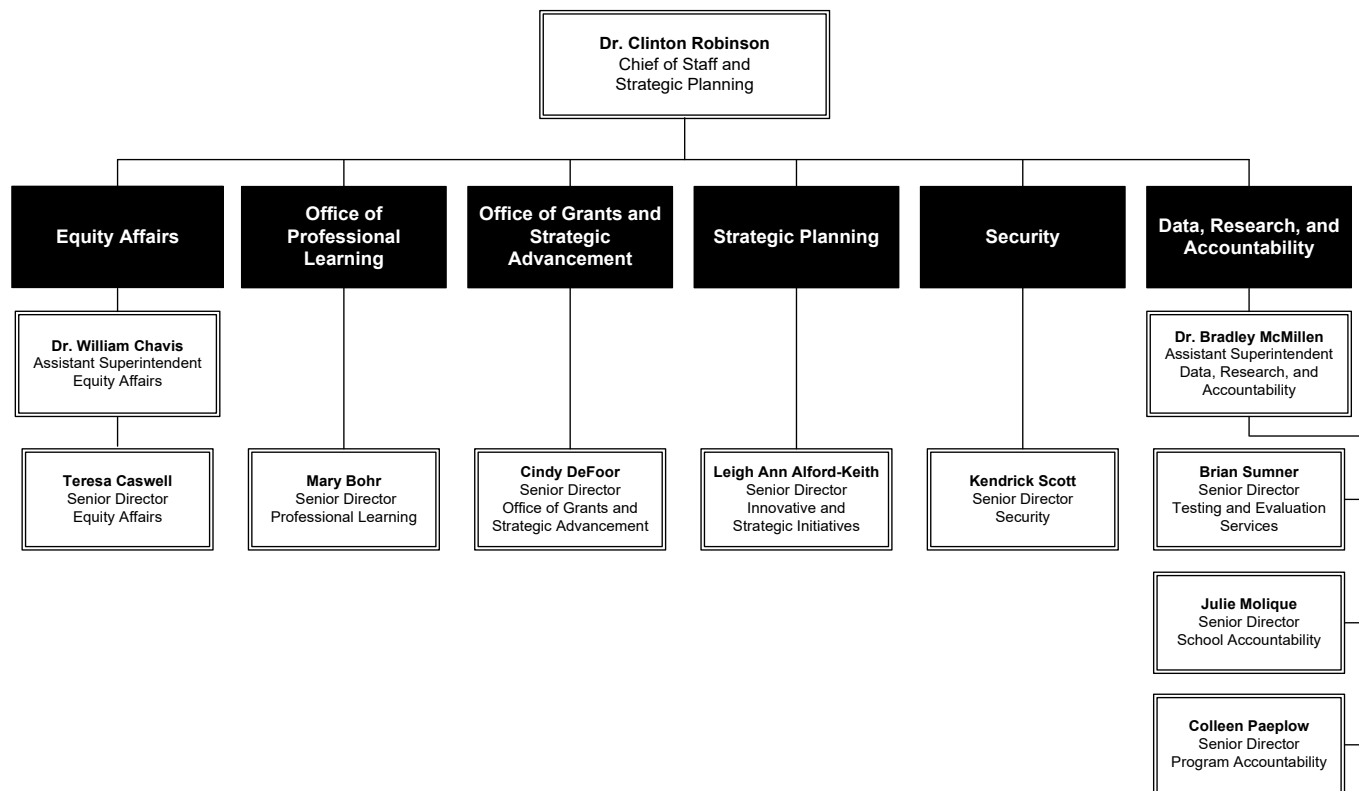 Dr. Clinton Robinson
Chief of Staff and
Strategic Planning
Equity Affairs
Office of
Professional
Learning
Office of Grants and
Strategic
Advancement
Strategic Planning
Security
Data, Research, and
Accountability
Dr. William Chavis
Assistant Superintendent
Equity Affairs
Dr. Bradley McMillen
Assistant Superintendent
Data, Research, and
Accountability
Teresa Caswell
Senior Director
Equity Affairs
Mary Bohr
Senior Director
Professional Learning
Cindy DeFoor
Senior Director
Office of Grants and
Strategic Advancement
Leigh Ann Alford-Keith
Senior Director
Innovative and
Strategic Initiatives
Kendrick Scott
Senior Director
Security
Brian Sumner
Senior Director
Testing and Evaluation
Services
Julie Molique
Senior Director
School Accountability
Colleen Paeplow
Senior Director
Program Accountability